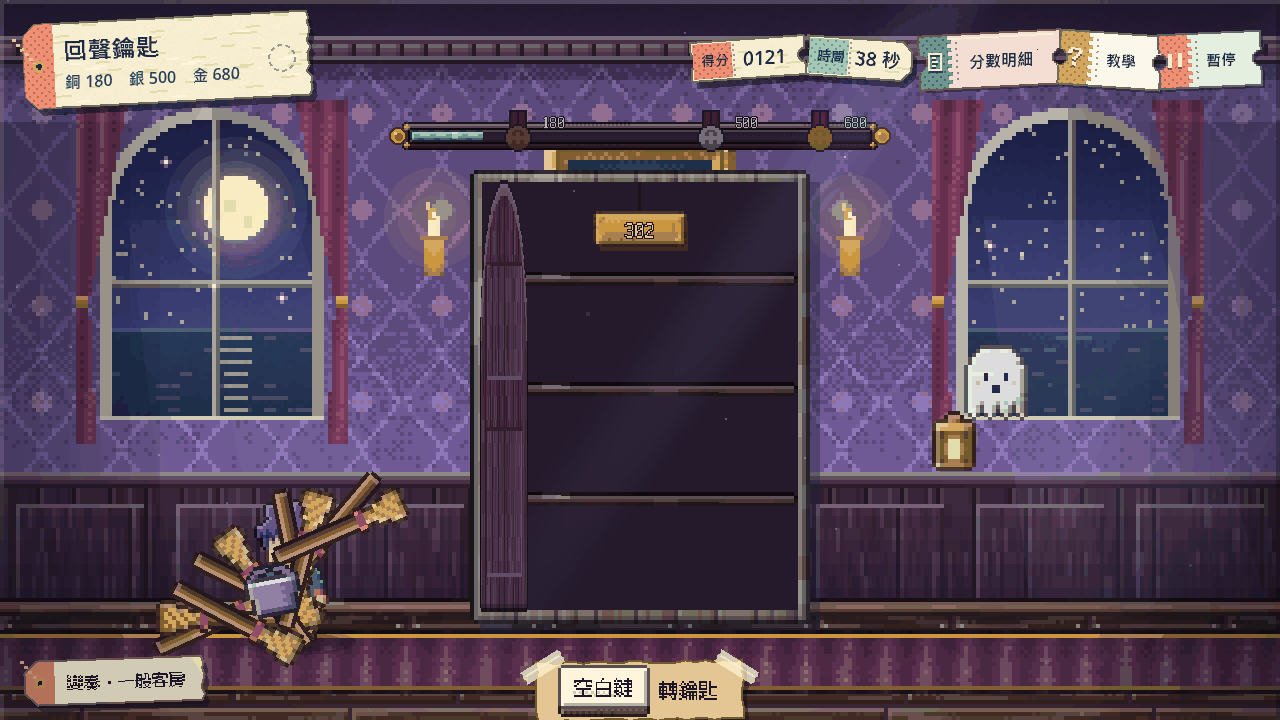 回聲鑰匙
銅 180 銀 500 金 680
得分 0121
時間 38 秒
分數明細
? 教學
暫停
180
500
680
302
變奏・一般客房
空白鍵 轉鑰匙